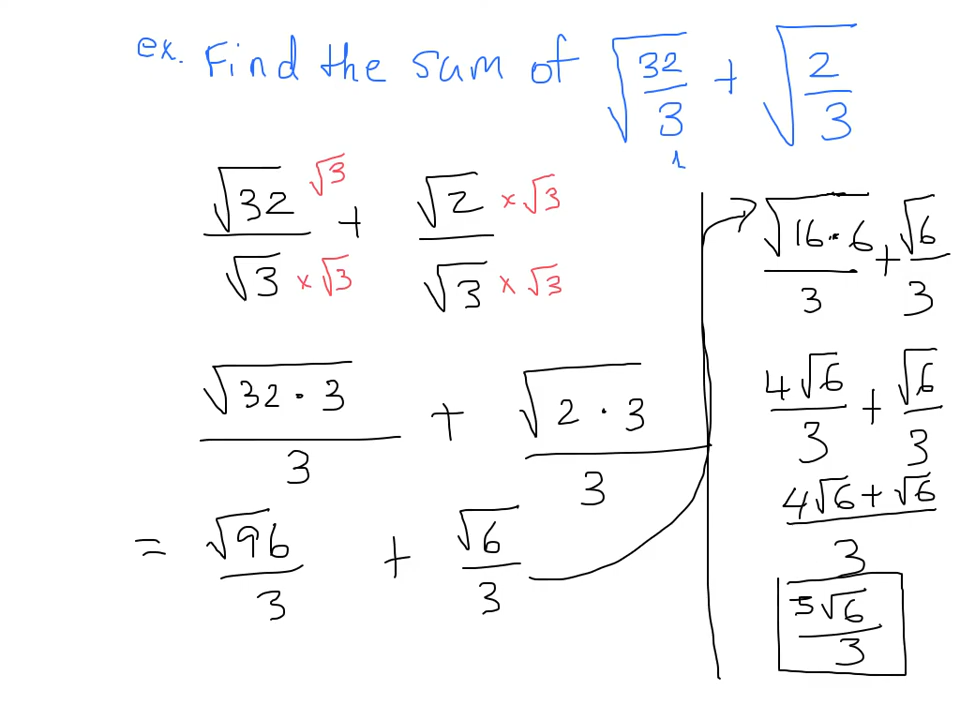 ex. Find the sum of √(32/3) + √(2/3)
1
√32 √3 / √3 × √3 + √2 × √3 / √3 × √3
√(32 · 3) / 3 + √(2 · 3) / 3
= √96 / 3 + √6 / 3
√(16 · 6) / 3 + √6 / 3
4√6 / 3 + √6 / 3
4√6 + √6 / 3
5√6 / 3